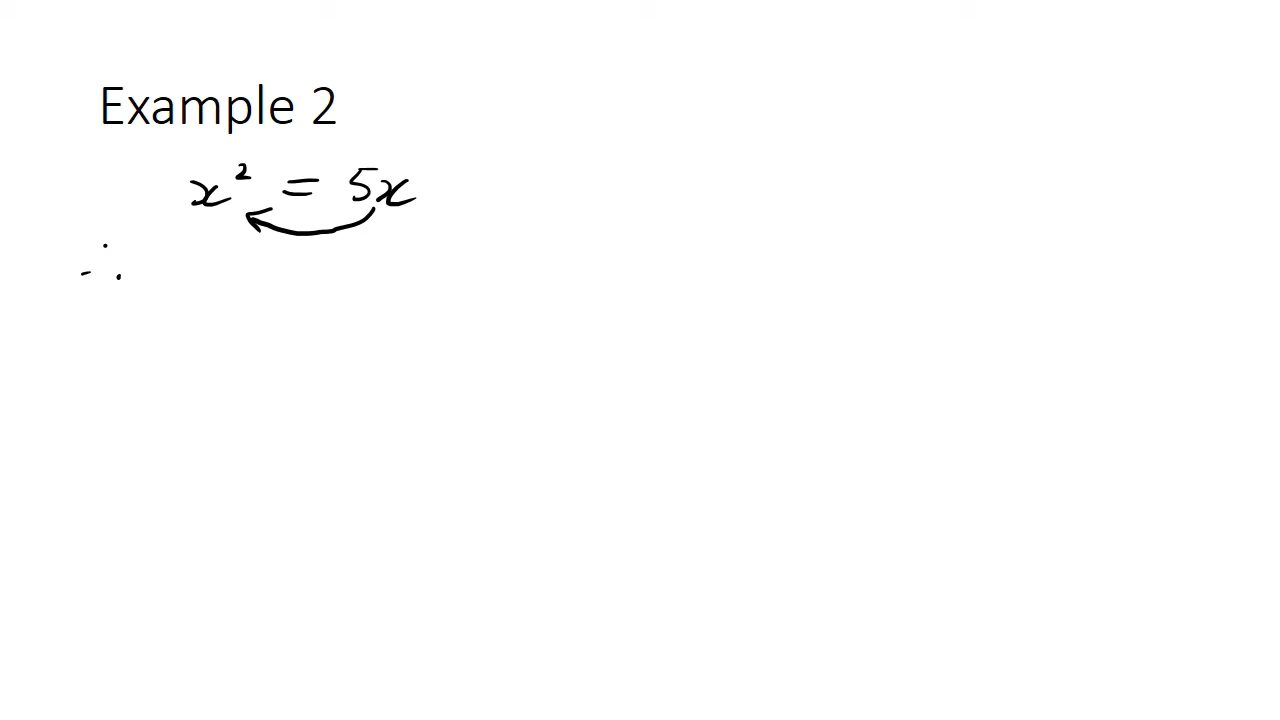 Example 2
x² = 5x
∴